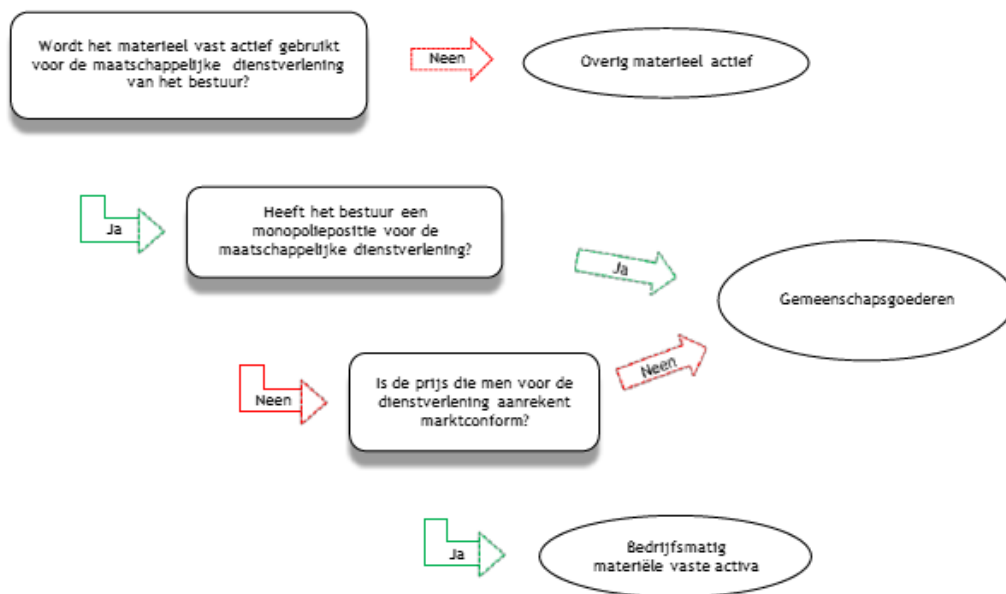 Wordt het materieel vast actief gebruikt
voor de maatschappelijke dienstverlening
van het bestuur?
Neen
Overig materieel actief
Ja
Heeft het bestuur een
monopoliepositie voor de
maatschappelijke dienstverlening?
Ja
Gemeenschapsgoederen
Neen
Is de prijs die men voor de
dienstverlening aanrekent
marktconform?
Neen
Ja
Bedrijfsmatig
materiële vaste activa